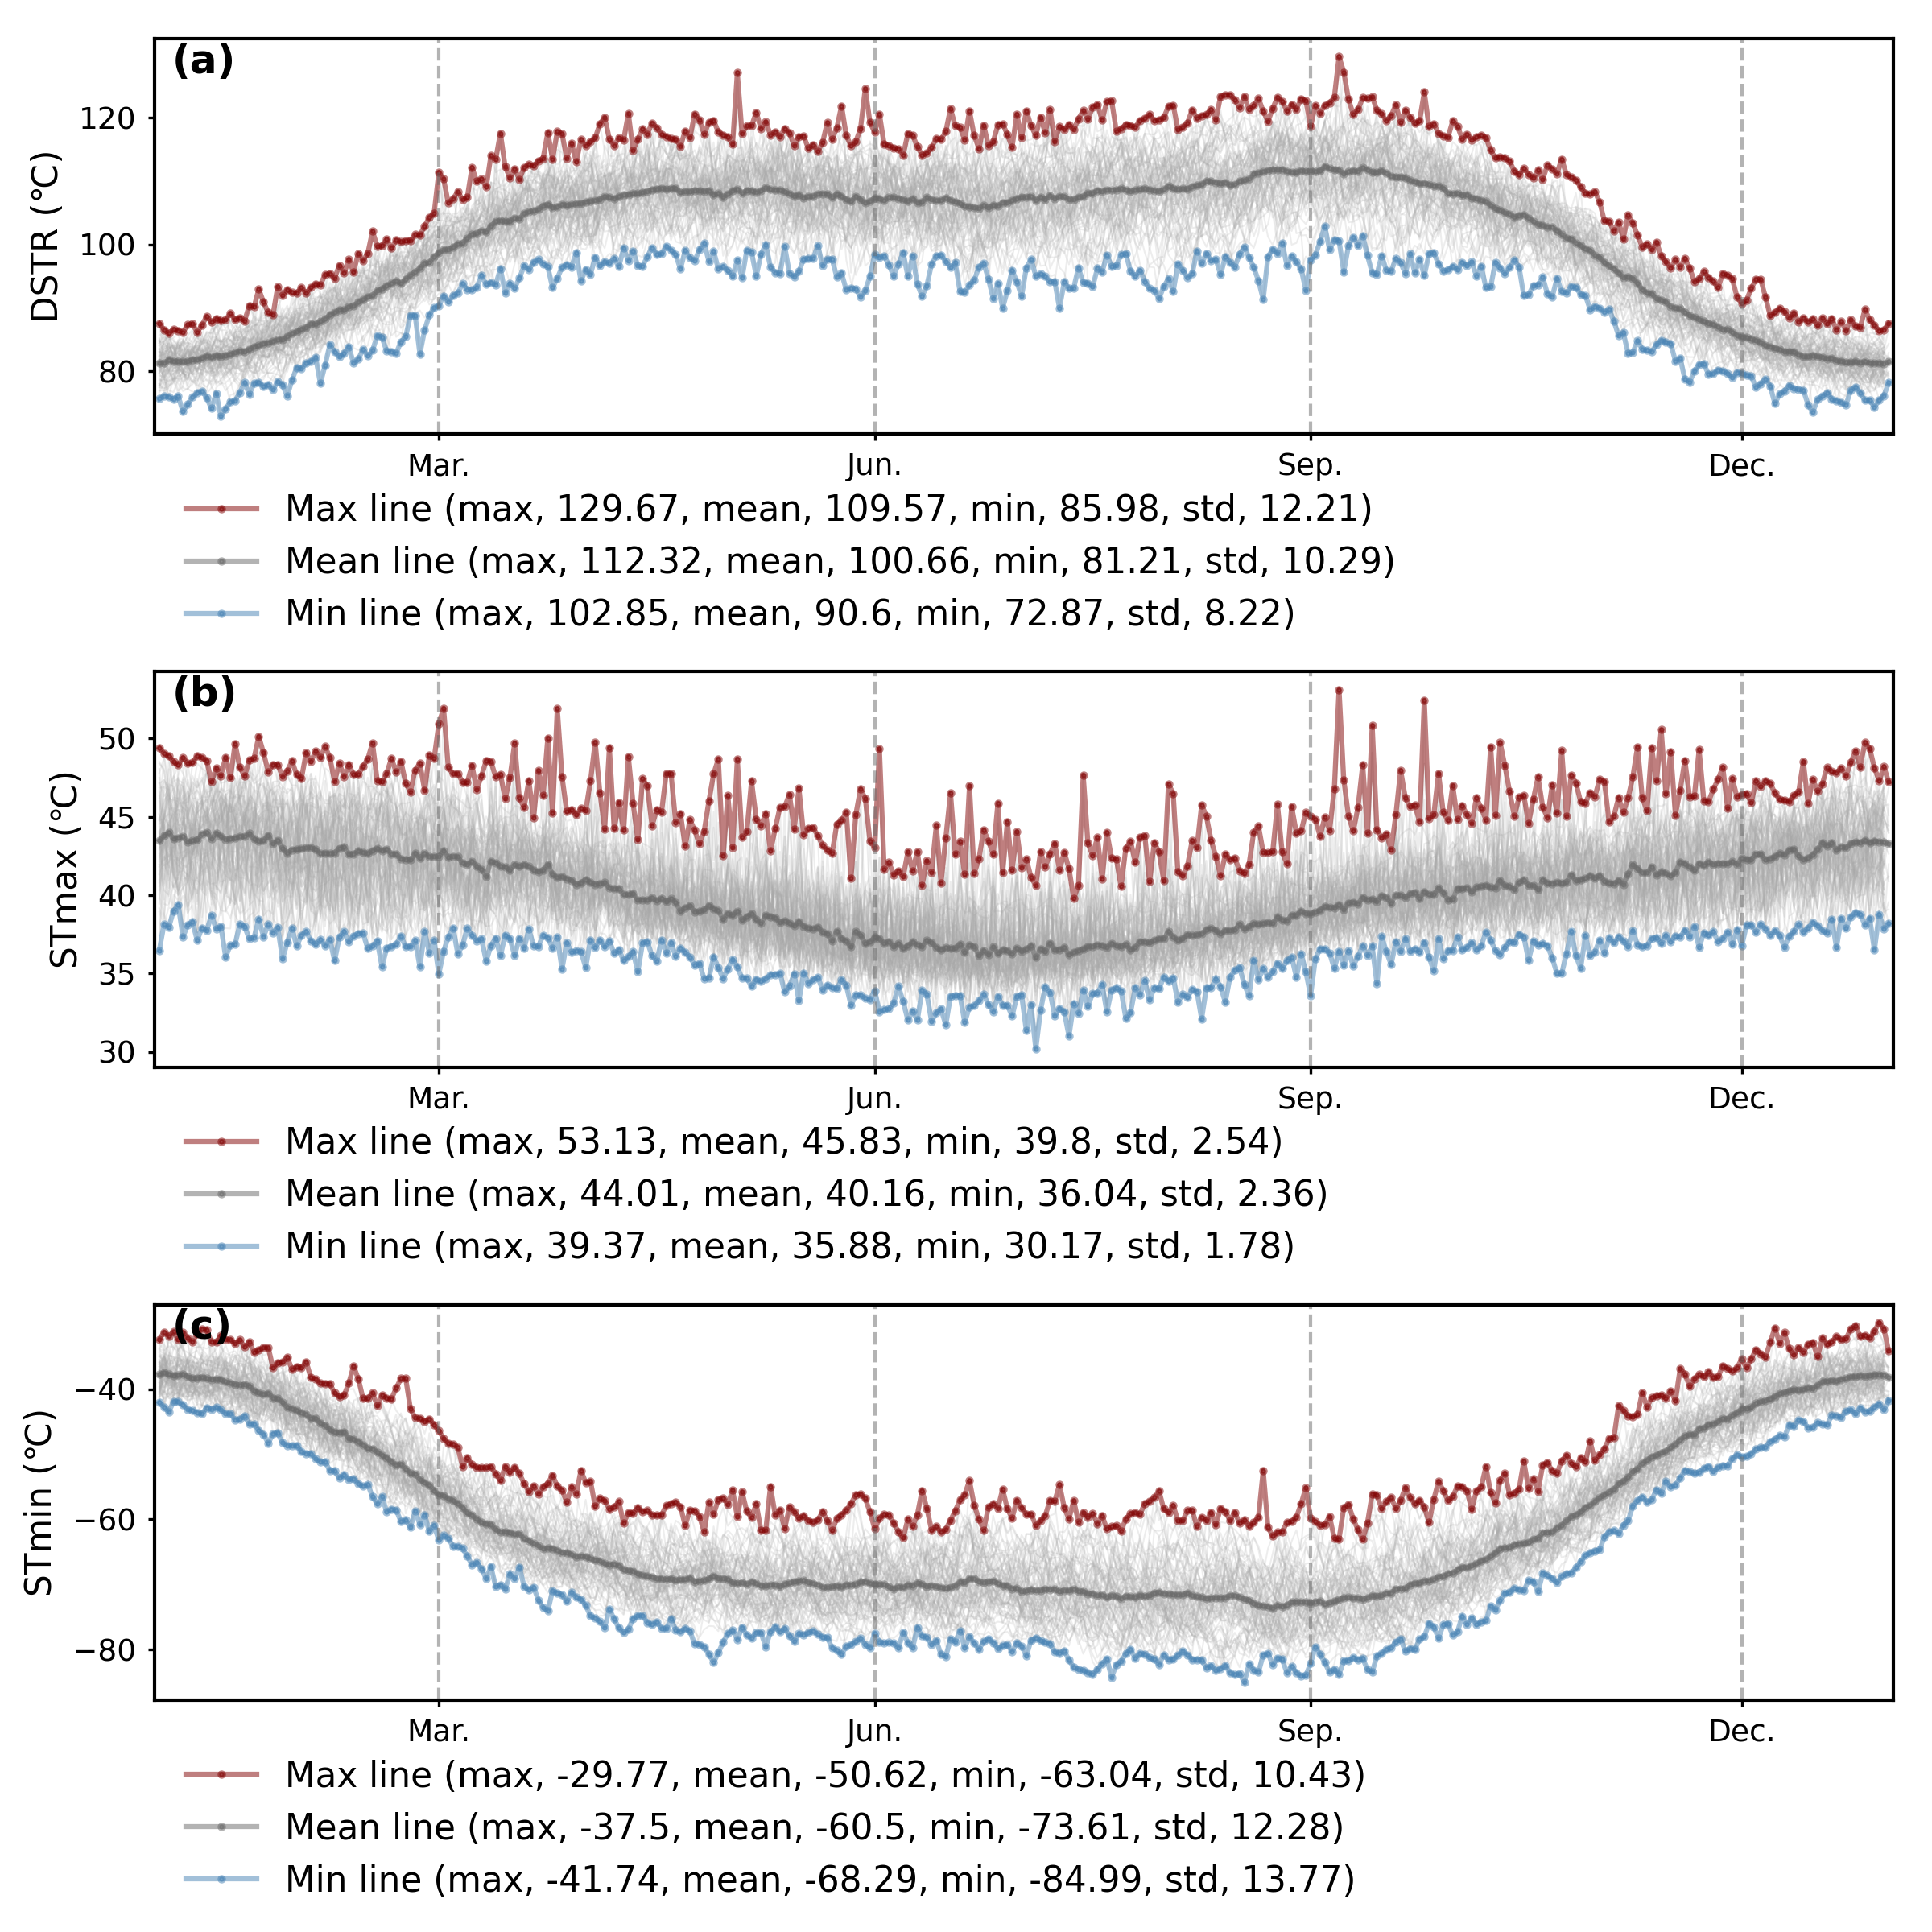 (a)
120
100
80
DSTR (℃)
Mar. Jun. Sep. Dec.
Max line (max, 129.67, mean, 109.57, min, 85.98, std, 12.21)
Mean line (max, 112.32, mean, 100.66, min, 81.21, std, 10.29)
Min line (max, 102.85, mean, 90.6, min, 72.87, std, 8.22)
(b)
50
45
40
35
30
STmax (℃)
Mar. Jun. Sep. Dec.
Max line (max, 53.13, mean, 45.83, min, 39.8, std, 2.54)
Mean line (max, 44.01, mean, 40.16, min, 36.04, std, 2.36)
Min line (max, 39.37, mean, 35.88, min, 30.17, std, 1.78)
(c)
−40
−60
−80
STmin (℃)
Mar. Jun. Sep. Dec.
Max line (max, -29.77, mean, -50.62, min, -63.04, std, 10.43)
Mean line (max, -37.5, mean, -60.5, min, -73.61, std, 12.28)
Min line (max, -41.74, mean, -68.29, min, -84.99, std, 13.77)